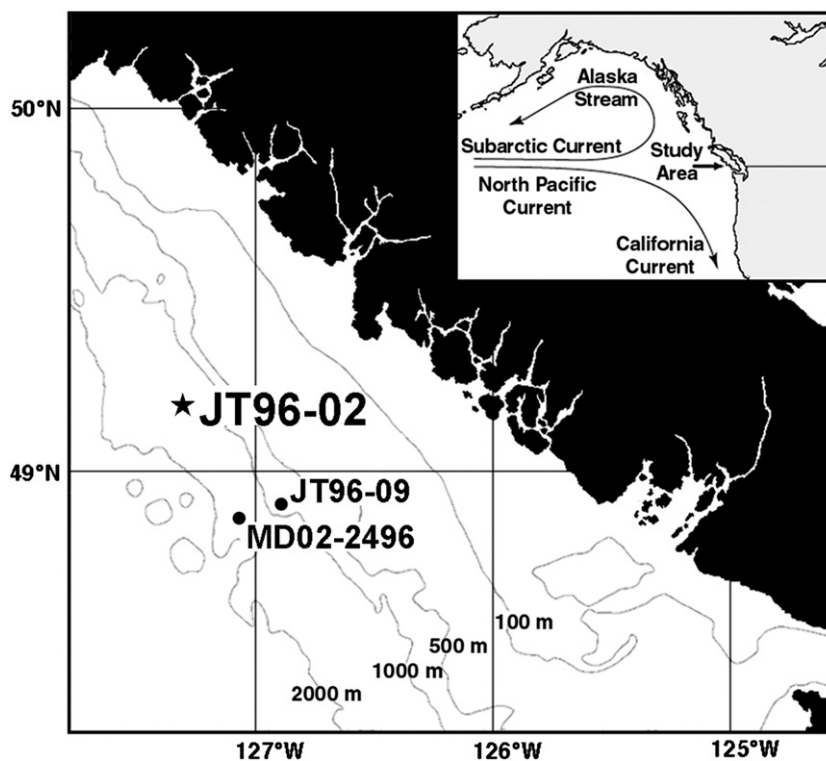 Alaska
Stream
Subarctic Current
Study
Area
North Pacific
Current
California
Current
50°N
JT96-02
49°N
JT96-09
MD02-2496
100 m
500 m
1000 m
2000 m
127°W
126°W
125°W